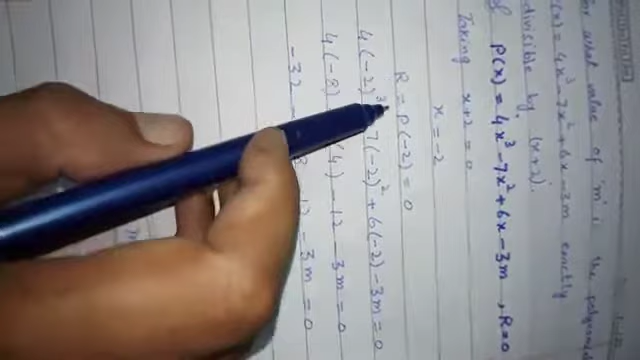 For what value of 'm' is the polynomial
P(x) = 4x³-7x²+6x-3m exactly
divisible by (x+2).
P(x) = 4x³-7x²+6x-3m, R=0
Taking x+2=0
x=-2
R=P(-2)=0
4(-2)³ 7(-2)²+6(-2)-3m=0
4(-8) (4)-12-3m=0
-32- 12-3m=0